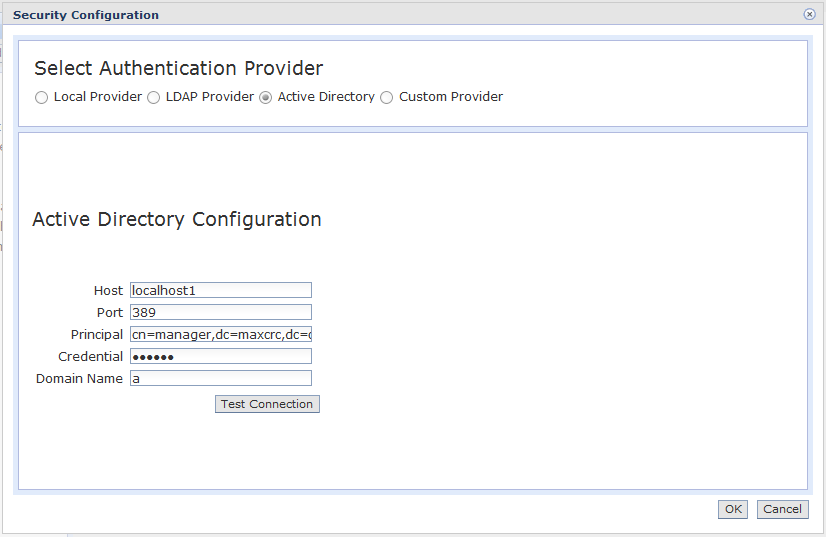 Security Configuration
Select Authentication Provider
Local Provider LDAP Provider Active Directory Custom Provider
Active Directory Configuration
Host localhost1
Port 389
Principal cn=manager,dc=maxcrc,dc=c
Credential ••••••
Domain Name a
Test Connection
OK Cancel